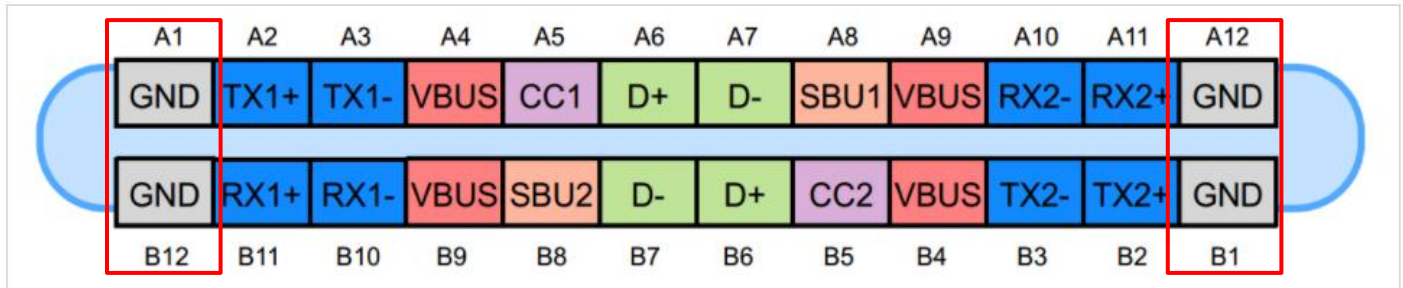 A1 A2 A3 A4 A5 A6 A7 A8 A9 A10 A11 A12
GND TX1+ TX1- VBUS CC1 D+ D- SBU1 VBUS RX2- RX2+ GND
GND RX1+ RX1- VBUS SBU2 D- D+ CC2 VBUS TX2- TX2+ GND
B12 B11 B10 B9 B8 B7 B6 B5 B4 B3 B2 B1